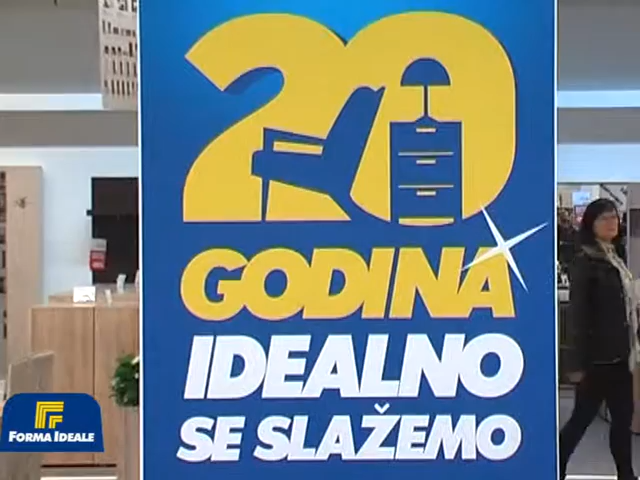 20
GODINA
IDEALNO
SE SLAŽEMO
FORMA IDEALE